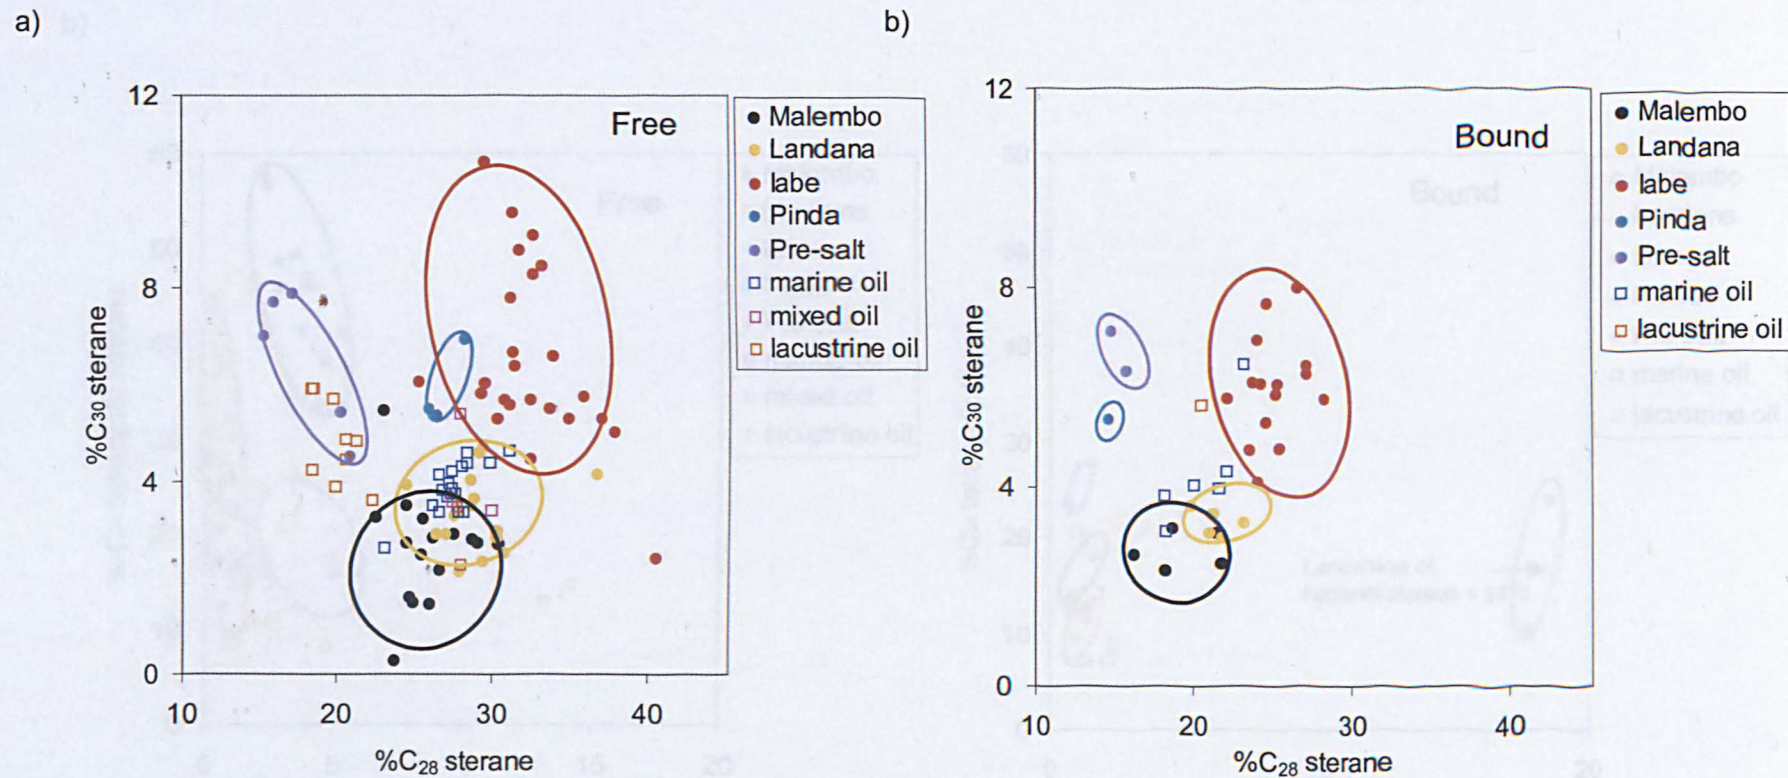 a)
b)
12
8
4
0
10
20
30
40
%C30 sterane
%C28 sterane
Free
Malembo
Landana
Iabe
Pinda
Pre-salt
marine oil
mixed oil
lacustrine oil
12
8
4
0
10
20
30
40
%C30 sterane
%C28 sterane
Bound
Malembo
Landana
Iabe
Pinda
Pre-salt
marine oil
lacustrine oil